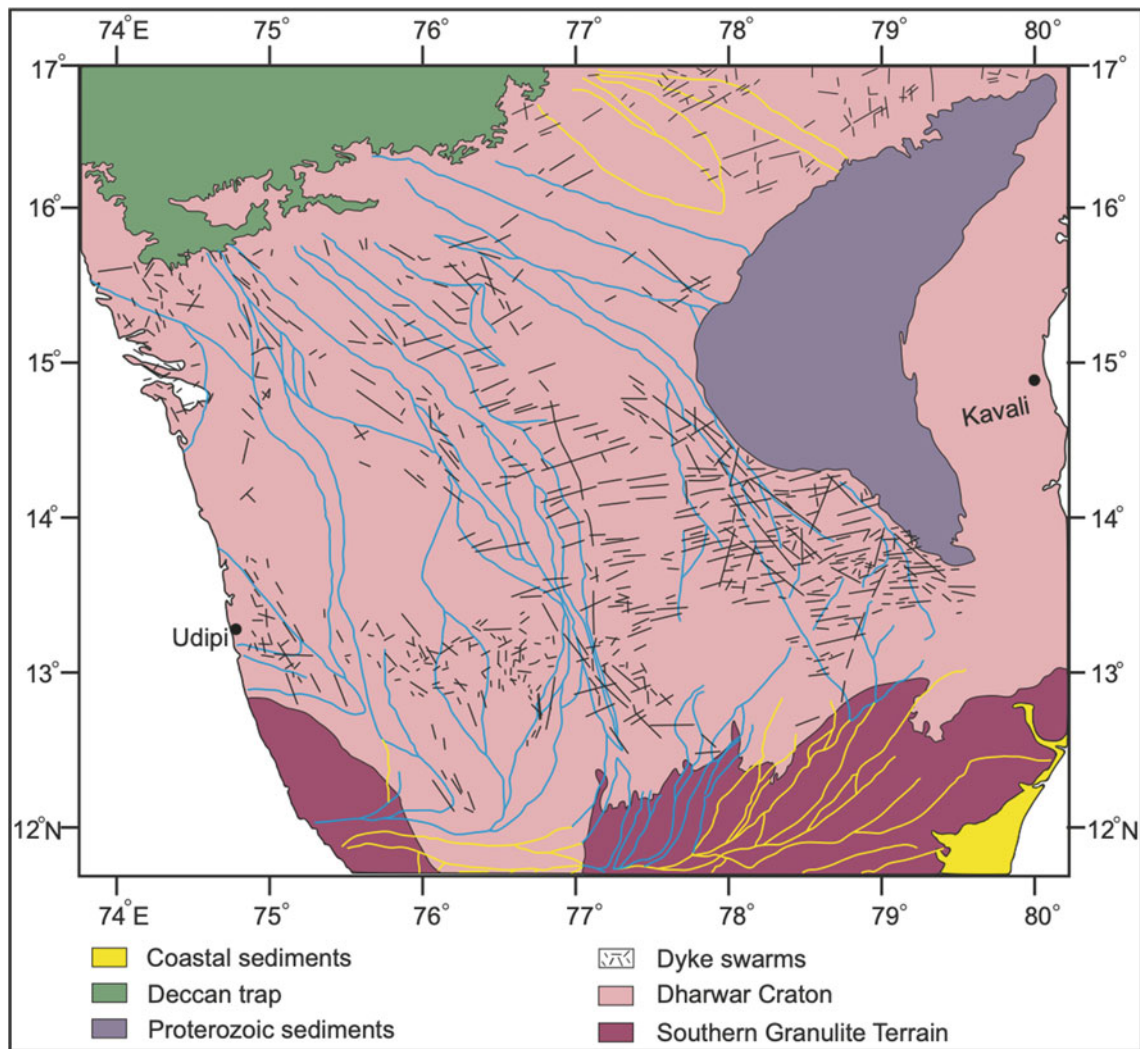 74°E 75° 76° 77° 78° 79° 80°
17° 17°
16° 16°
15° 15°
Kavali
14° 14°
Udipi
13° 13°
12° 12°N
74°E 75° 76° 77° 78° 79° 80°
Coastal sediments
Deccan trap
Proterozoic sediments
Dyke swarms
Dharwar Craton
Southern Granulite Terrain